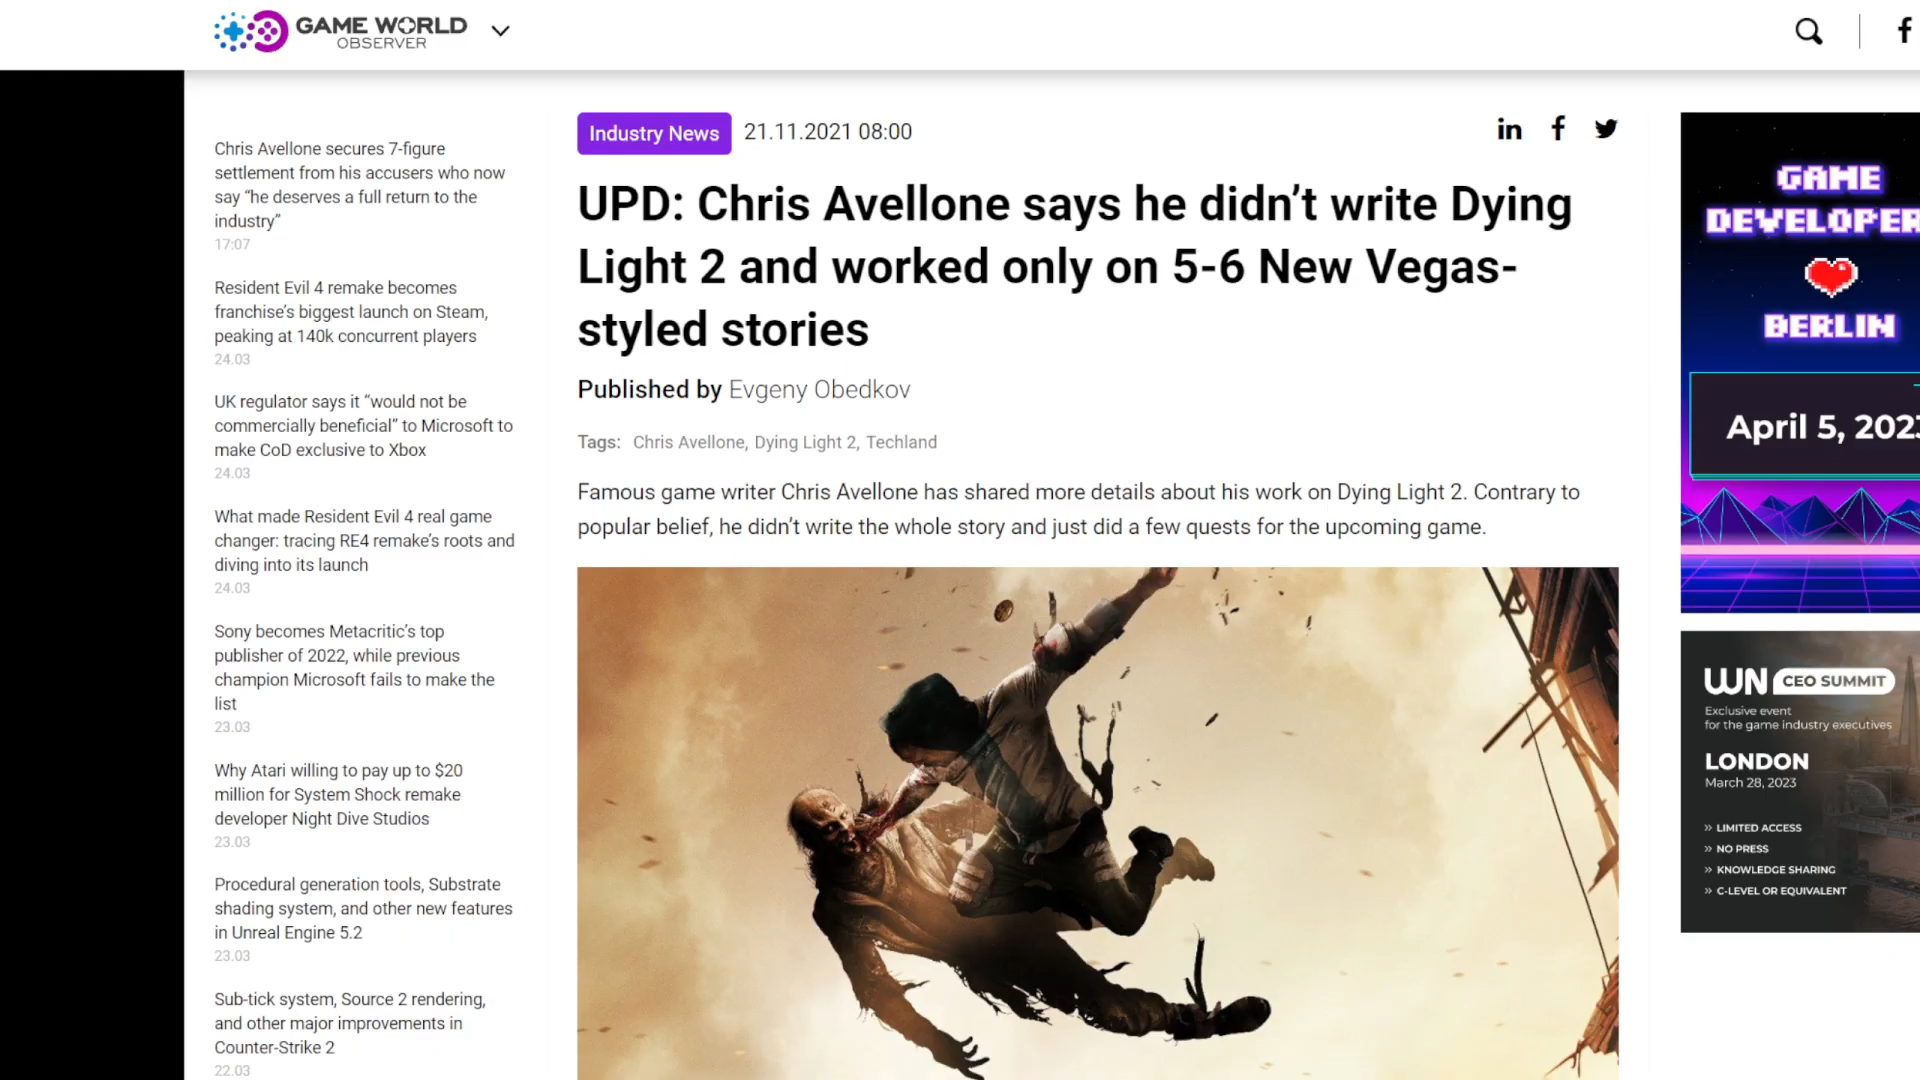 GAME WORLD
OBSERVER
Chris Avellone secures 7-figure
settlement from his accusers who now
say “he deserves a full return to the
industry”
17:07
Resident Evil 4 remake becomes
franchise’s biggest launch on Steam,
peaking at 140k concurrent players
24.03
UK regulator says it “would not be
commercially beneficial” to Microsoft to
make CoD exclusive to Xbox
24.03
What made Resident Evil 4 real game
changer: tracing RE4 remake’s roots and
diving into its launch
24.03
Sony becomes Metacritic’s top
publisher of 2022, while previous
champion Microsoft fails to make the
list
23.03
Why Atari willing to pay up to $20
million for System Shock remake
developer Night Dive Studios
23.03
Procedural generation tools, Substrate
shading system, and other new features
in Unreal Engine 5.2
23.03
Sub-tick system, Source 2 rendering,
and other major improvements in
Counter-Strike 2
22.03
Industry News 21.11.2021 08:00
UPD: Chris Avellone says he didn’t write Dying
Light 2 and worked only on 5-6 New Vegas-
styled stories
Published by Evgeny Obedkov
Tags: Chris Avellone, Dying Light 2, Techland
Famous game writer Chris Avellone has shared more details about his work on Dying Light 2. Contrary to
popular belief, he didn’t write the whole story and just did a few quests for the upcoming game.
GAME
DEVELOPER
BERLIN
April 5, 2023
WN CEO SUMMIT
Exclusive event
for the game industry executives
LONDON
March 28, 2023
» LIMITED ACCESS
» NO PRESS
» KNOWLEDGE SHARING
» C-LEVEL OR EQUIVALENT